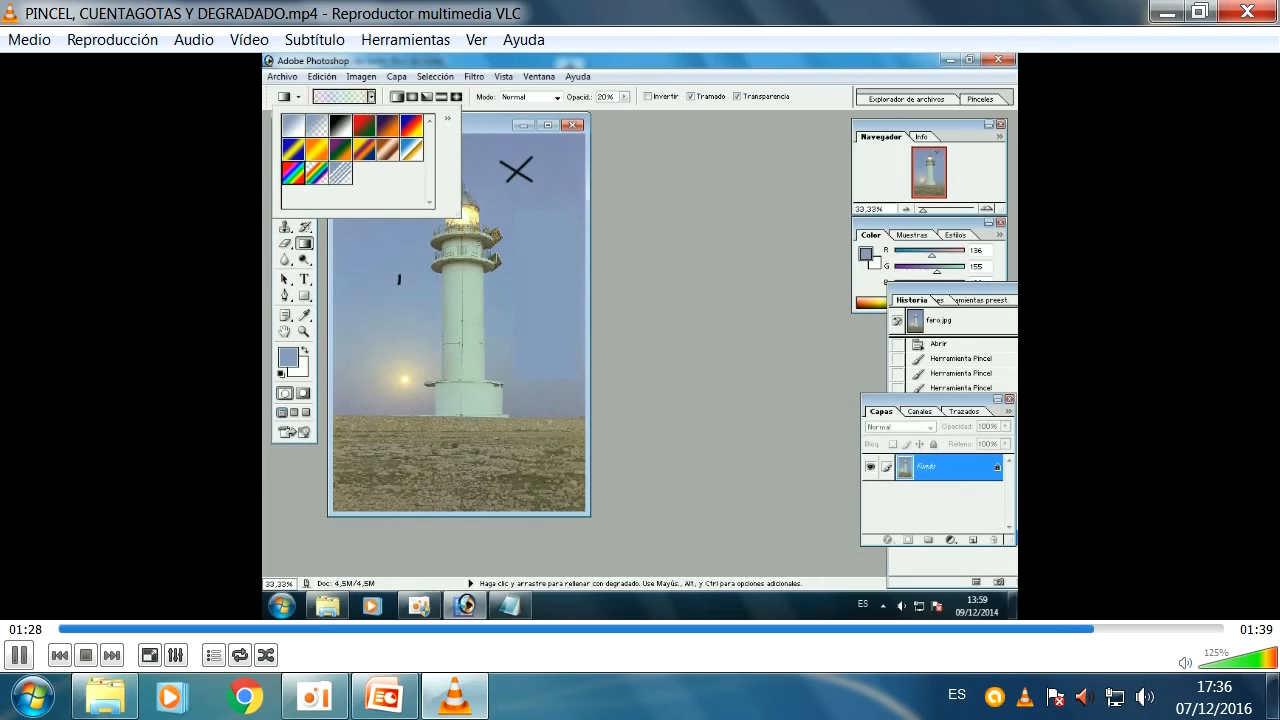 PINCEL, CUENTAGOTAS Y DEGRADADO.mp4 - Reproductor multimedia VLC
Medio Reproducción Audio Vídeo Subtítulo Herramientas Ver Ayuda
Adobe Photoshop
Archivo Edición Imagen Capa Selección Filtro Vista Ventana Ayuda
Modo: Normal Opacid.: 20% Invertir Tramado Transparencia
Explorador de archivos Pinceles
Navegador Info
33,33%
Color Muestras Estilos
R 136
G 155
Historia es amientas preest.
faro.jpg
Abrir
Herramienta Pincel
Herramienta Pincel
Herramienta Pincel
Capas Canales Trazados
Normal Opacidad: 100%
Bloq.: Relleno: 100%
Fondo
33,33% Doc: 4,5M/4,5M Haga clic y arrastre para rellenar con degradado. Use Mayús., Alt, y Ctrl para opciones adicionales.
ES 13:59
09/12/2014
01:28 01:39
125%
ES 17:36
07/12/2016